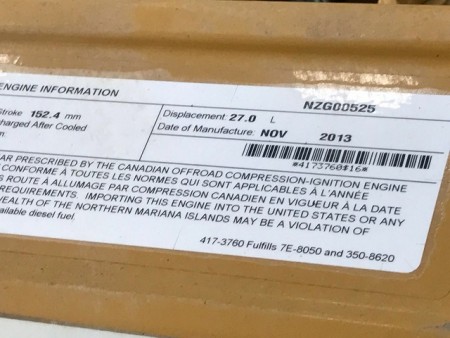 ENGINE INFORMATION
NZG00525
Stroke 152.4 mm
Displacement: 27.0 L
charged After Cooled
Date of Manufacture: NOV 2013
*4173760$16*
AR PRESCRIBED BY THE CANADIAN OFFROAD COMPRESSION-IGNITION ENGINE
CONFORME À TOUTES LES NORMES QUI SONT APPLICABLES À L'ANNÉE
S ROUTE À ALLUMAGE PAR COMPRESSION CANADIEN EN VIGUEUR À LA DATE
REQUIREMENTS. IMPORTING THIS ENGINE INTO THE UNITED STATES OR ANY
WEALTH OF THE NORTHERN MARIANA ISLANDS MAY BE A VIOLATION OF
ailable diesel fuel.
417-3760 Fulfills 7E-8050 and 350-8620